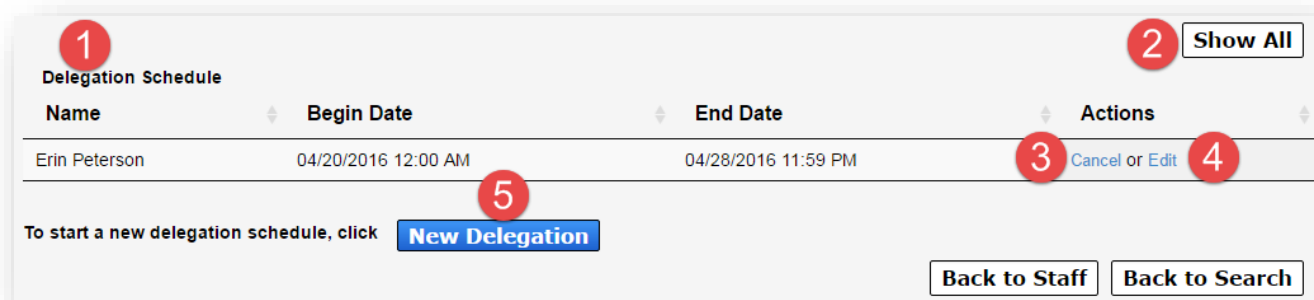 1
2 Show All
Delegation Schedule
Name Begin Date End Date Actions
Erin Peterson 04/20/2016 12:00 AM 04/28/2016 11:59 PM 3 Cancel or Edit 4
5
To start a new delegation schedule, click New Delegation
Back to Staff Back to Search